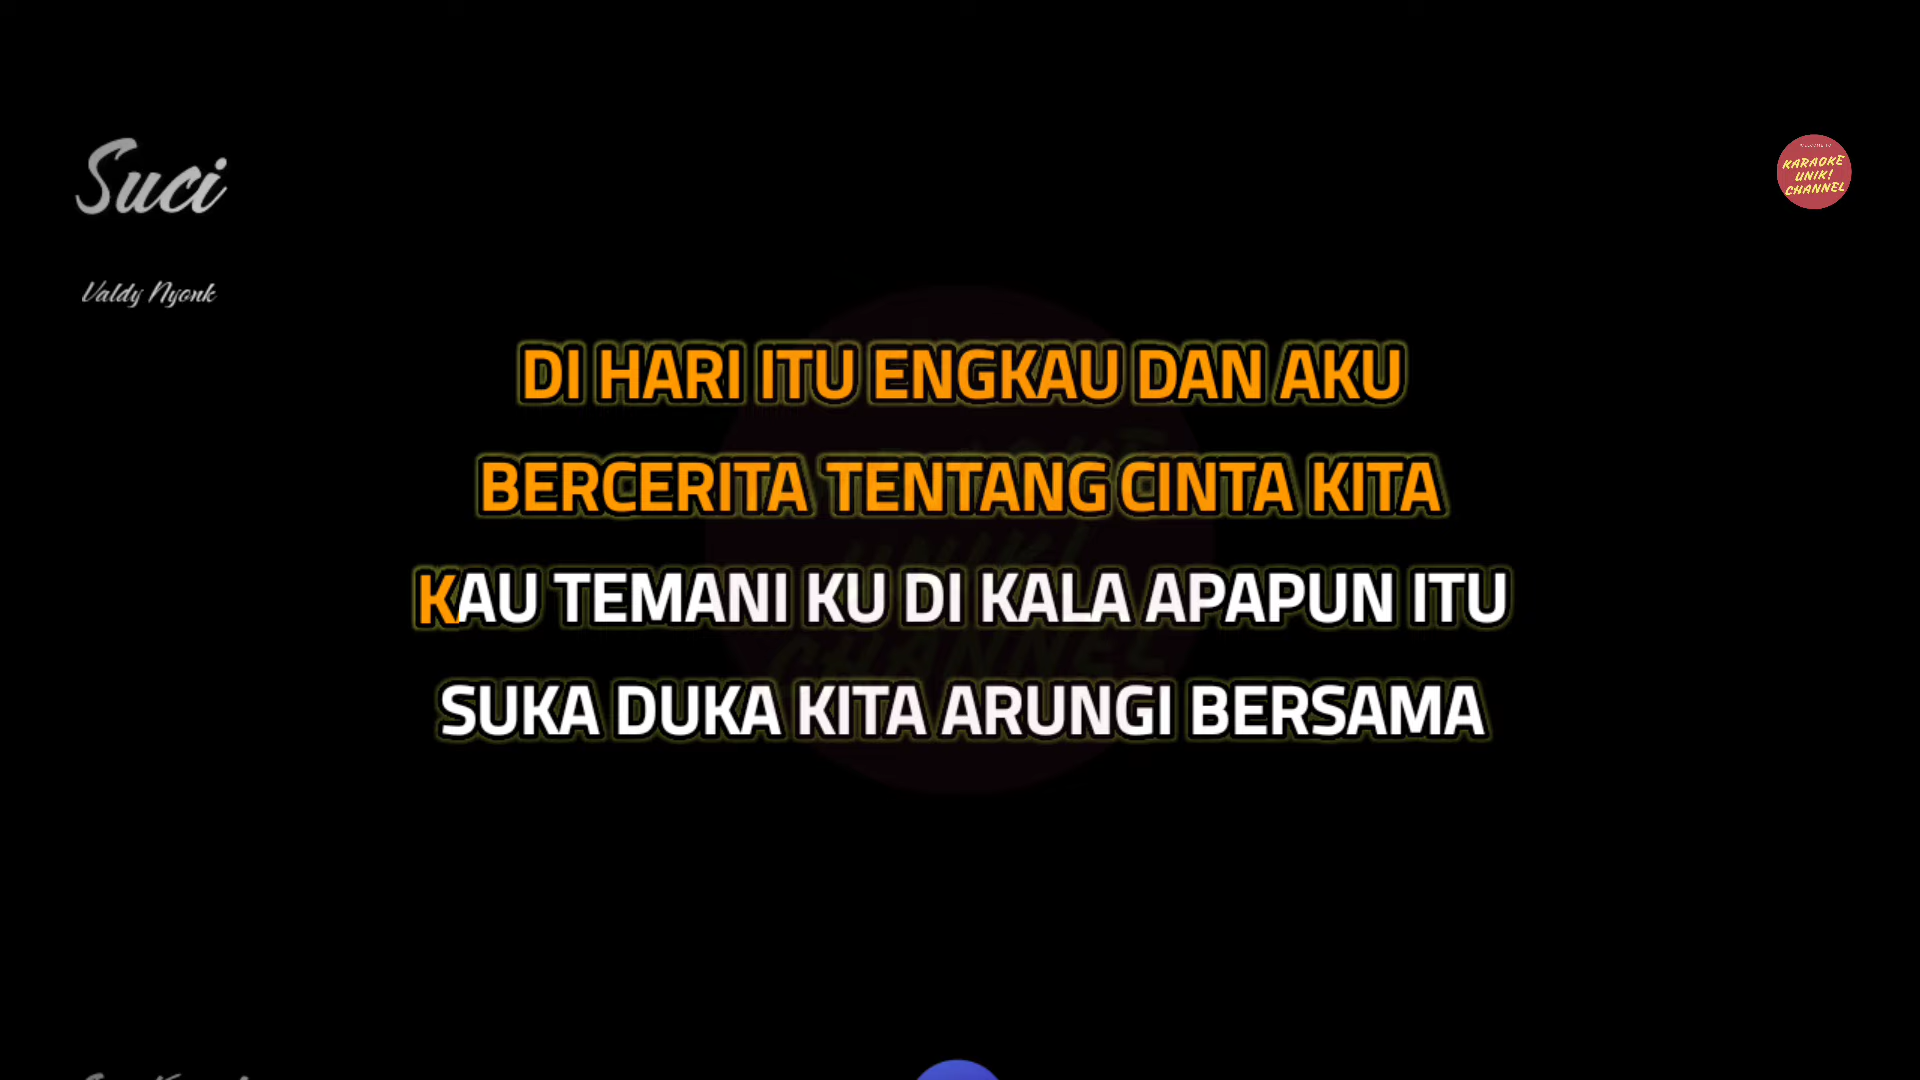 Suci
KARAOKE
UNIK!
CHANNEL
Valdy Nyonk
DI HARI ITU ENGKAU DAN AKU
BERCERITA TENTANG CINTA KITA
KAU TEMANI KU DI KALA APAPUN ITU
SUKA DUKA KITA ARUNGI BERSAMA